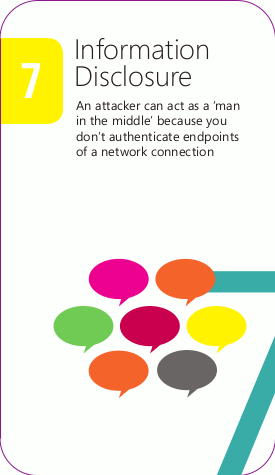 7
Information
Disclosure
An attacker can act as a ‘man
in the middle’ because you
don’t authenticate endpoints
of a network connection
7